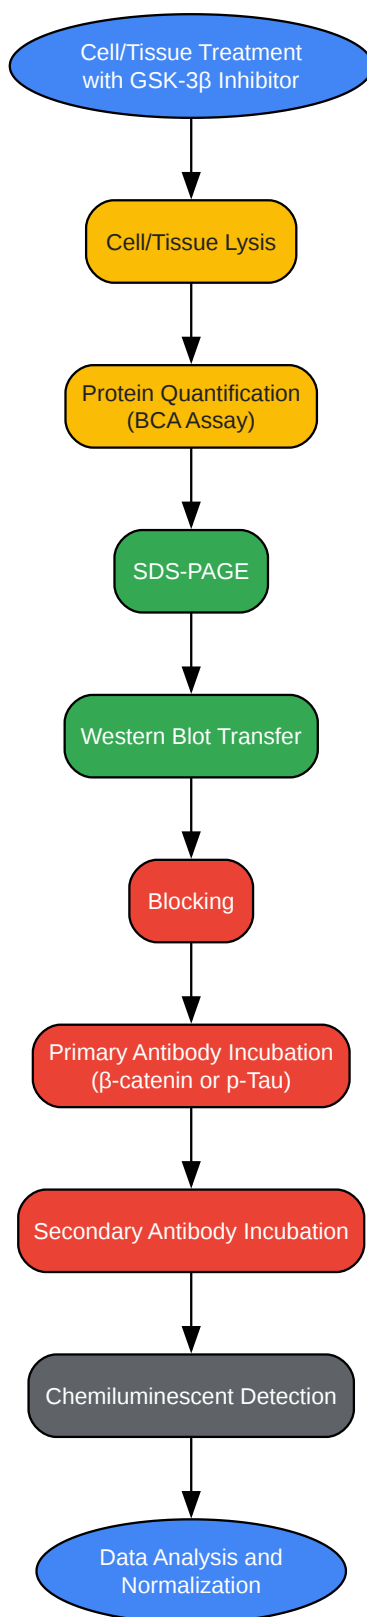 Cell/Tissue Treatment
with GSK-3β Inhibitor
Cell/Tissue Lysis
Protein Quantification
(BCA Assay)
SDS-PAGE
Western Blot Transfer
Blocking
Primary Antibody Incubation
(β-catenin or p-Tau)
Secondary Antibody Incubation
Chemiluminescent Detection
Data Analysis and
Normalization